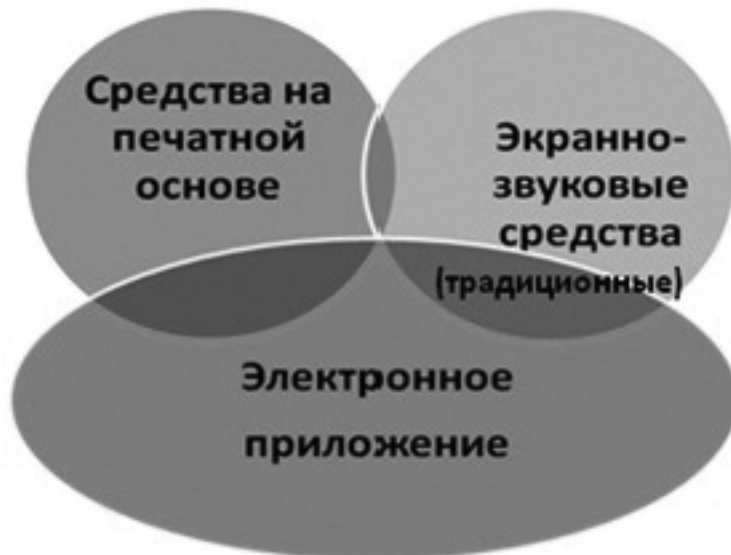 Средства на
печатной
основе
Экранно-
звуковые
средства
(традиционные)
Электронное
приложение